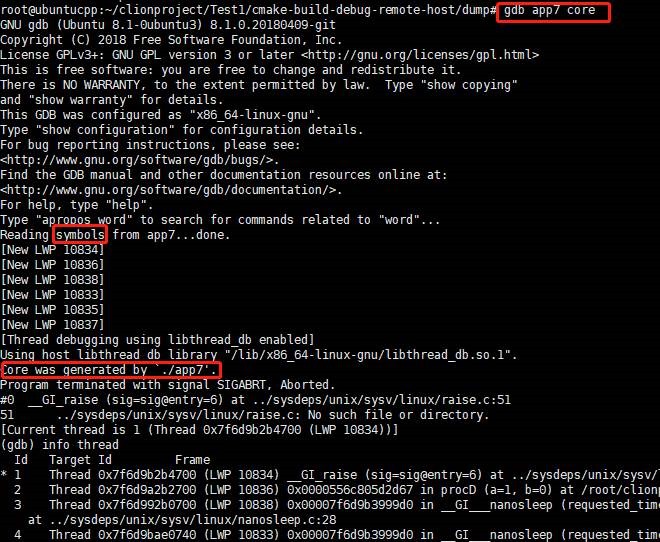 root@ubuntucpp:~/clionproject/Test1/cmake-build-debug-remote-host/dump# gdb app7 core
GNU gdb (Ubuntu 8.1-0ubuntu3) 8.1.0.20180409-git
Copyright (C) 2018 Free Software Foundation, Inc.
License GPLv3+: GNU GPL version 3 or later <http://gnu.org/licenses/gpl.html>
This is free software: you are free to change and redistribute it.
There is NO WARRANTY, to the extent permitted by law.  Type "show copying"
and "show warranty" for details.
This GDB was configured as "x86_64-linux-gnu".
Type "show configuration" for configuration details.
For bug reporting instructions, please see:
<http://www.gnu.org/software/gdb/bugs/>.
Find the GDB manual and other documentation resources online at:
<http://www.gnu.org/software/gdb/documentation/>.
For help, type "help".
Type "apropos word" to search for commands related to "word"...
Reading symbols from app7...done.
[New LWP 10834]
[New LWP 10836]
[New LWP 10838]
[New LWP 10833]
[New LWP 10835]
[New LWP 10837]
[Thread debugging using libthread_db enabled]
Using host libthread_db library "/lib/x86_64-linux-gnu/libthread_db.so.1".
Core was generated by `./app7'.
Program terminated with signal SIGABRT, Aborted.
#0  __GI_raise (sig=sig@entry=6) at ../sysdeps/unix/sysv/linux/raise.c:51
51      ../sysdeps/unix/sysv/linux/raise.c: No such file or directory.
[Current thread is 1 (Thread 0x7f6d9b2b4700 (LWP 10834))]
(gdb) info thread
  Id   Target Id         Frame
* 1    Thread 0x7f6d9b2b4700 (LWP 10834) __GI_raise (sig=sig@entry=6) at ../sysdeps/unix/sysv/l
  2    Thread 0x7f6d9a2b2700 (LWP 10836) 0x0000556c805d2d67 in procD (a=1, b=0) at /root/clionp
  3    Thread 0x7f6d992b0700 (LWP 10838) 0x00007f6d9b3999d0 in __GI___nanosleep (requested_time
    at ../sysdeps/unix/sysv/linux/nanosleep.c:28
  4    Thread 0x7f6d9bae0740 (LWP 10833) 0x00007f6d9b3999d0 in __GI___nanosleep (requested_time